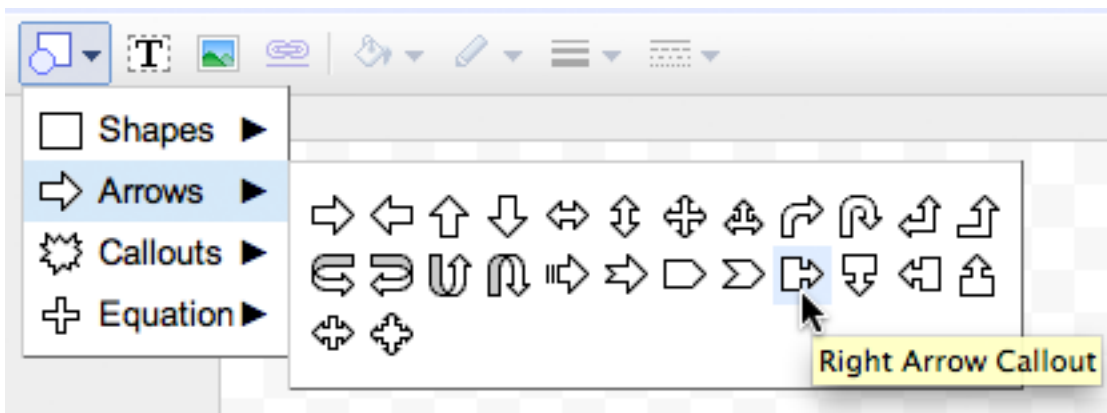 T
Shapes
Arrows
Callouts
Equation
Right Arrow Callout